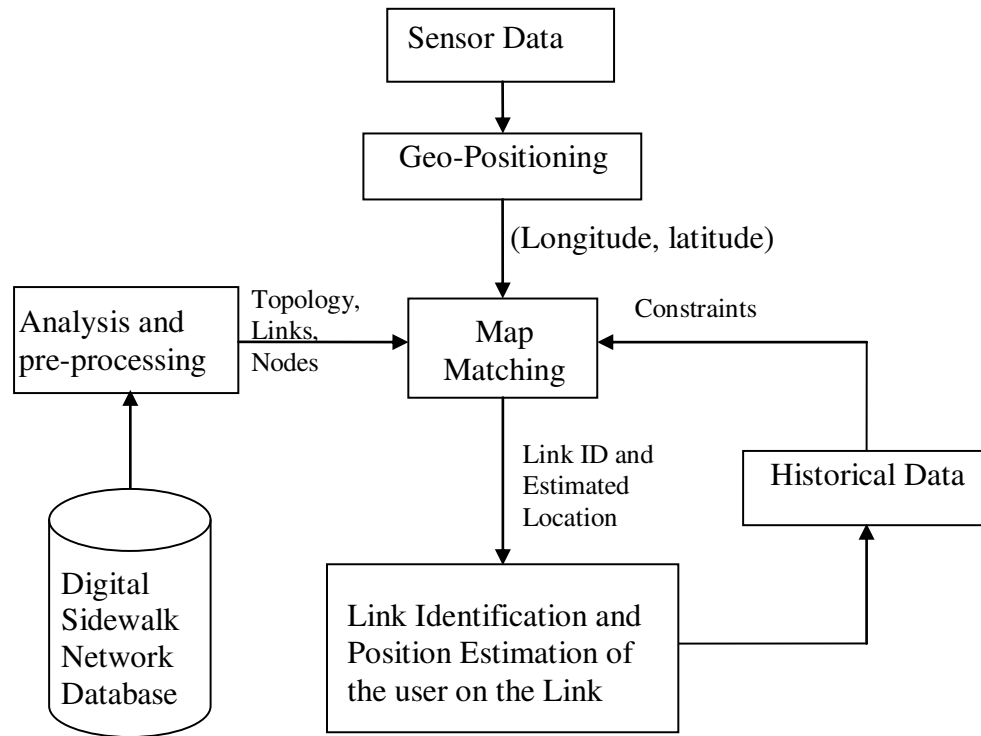 Sensor Data
Geo-Positioning
(Longitude, latitude)
Analysis and
pre-processing
Topology,
Links,
Nodes
Map
Matching
Constraints
Link ID and
Estimated
Location
Historical Data
Digital
Sidewalk
Network
Database
Link Identification and
Position Estimation of
the user on the Link